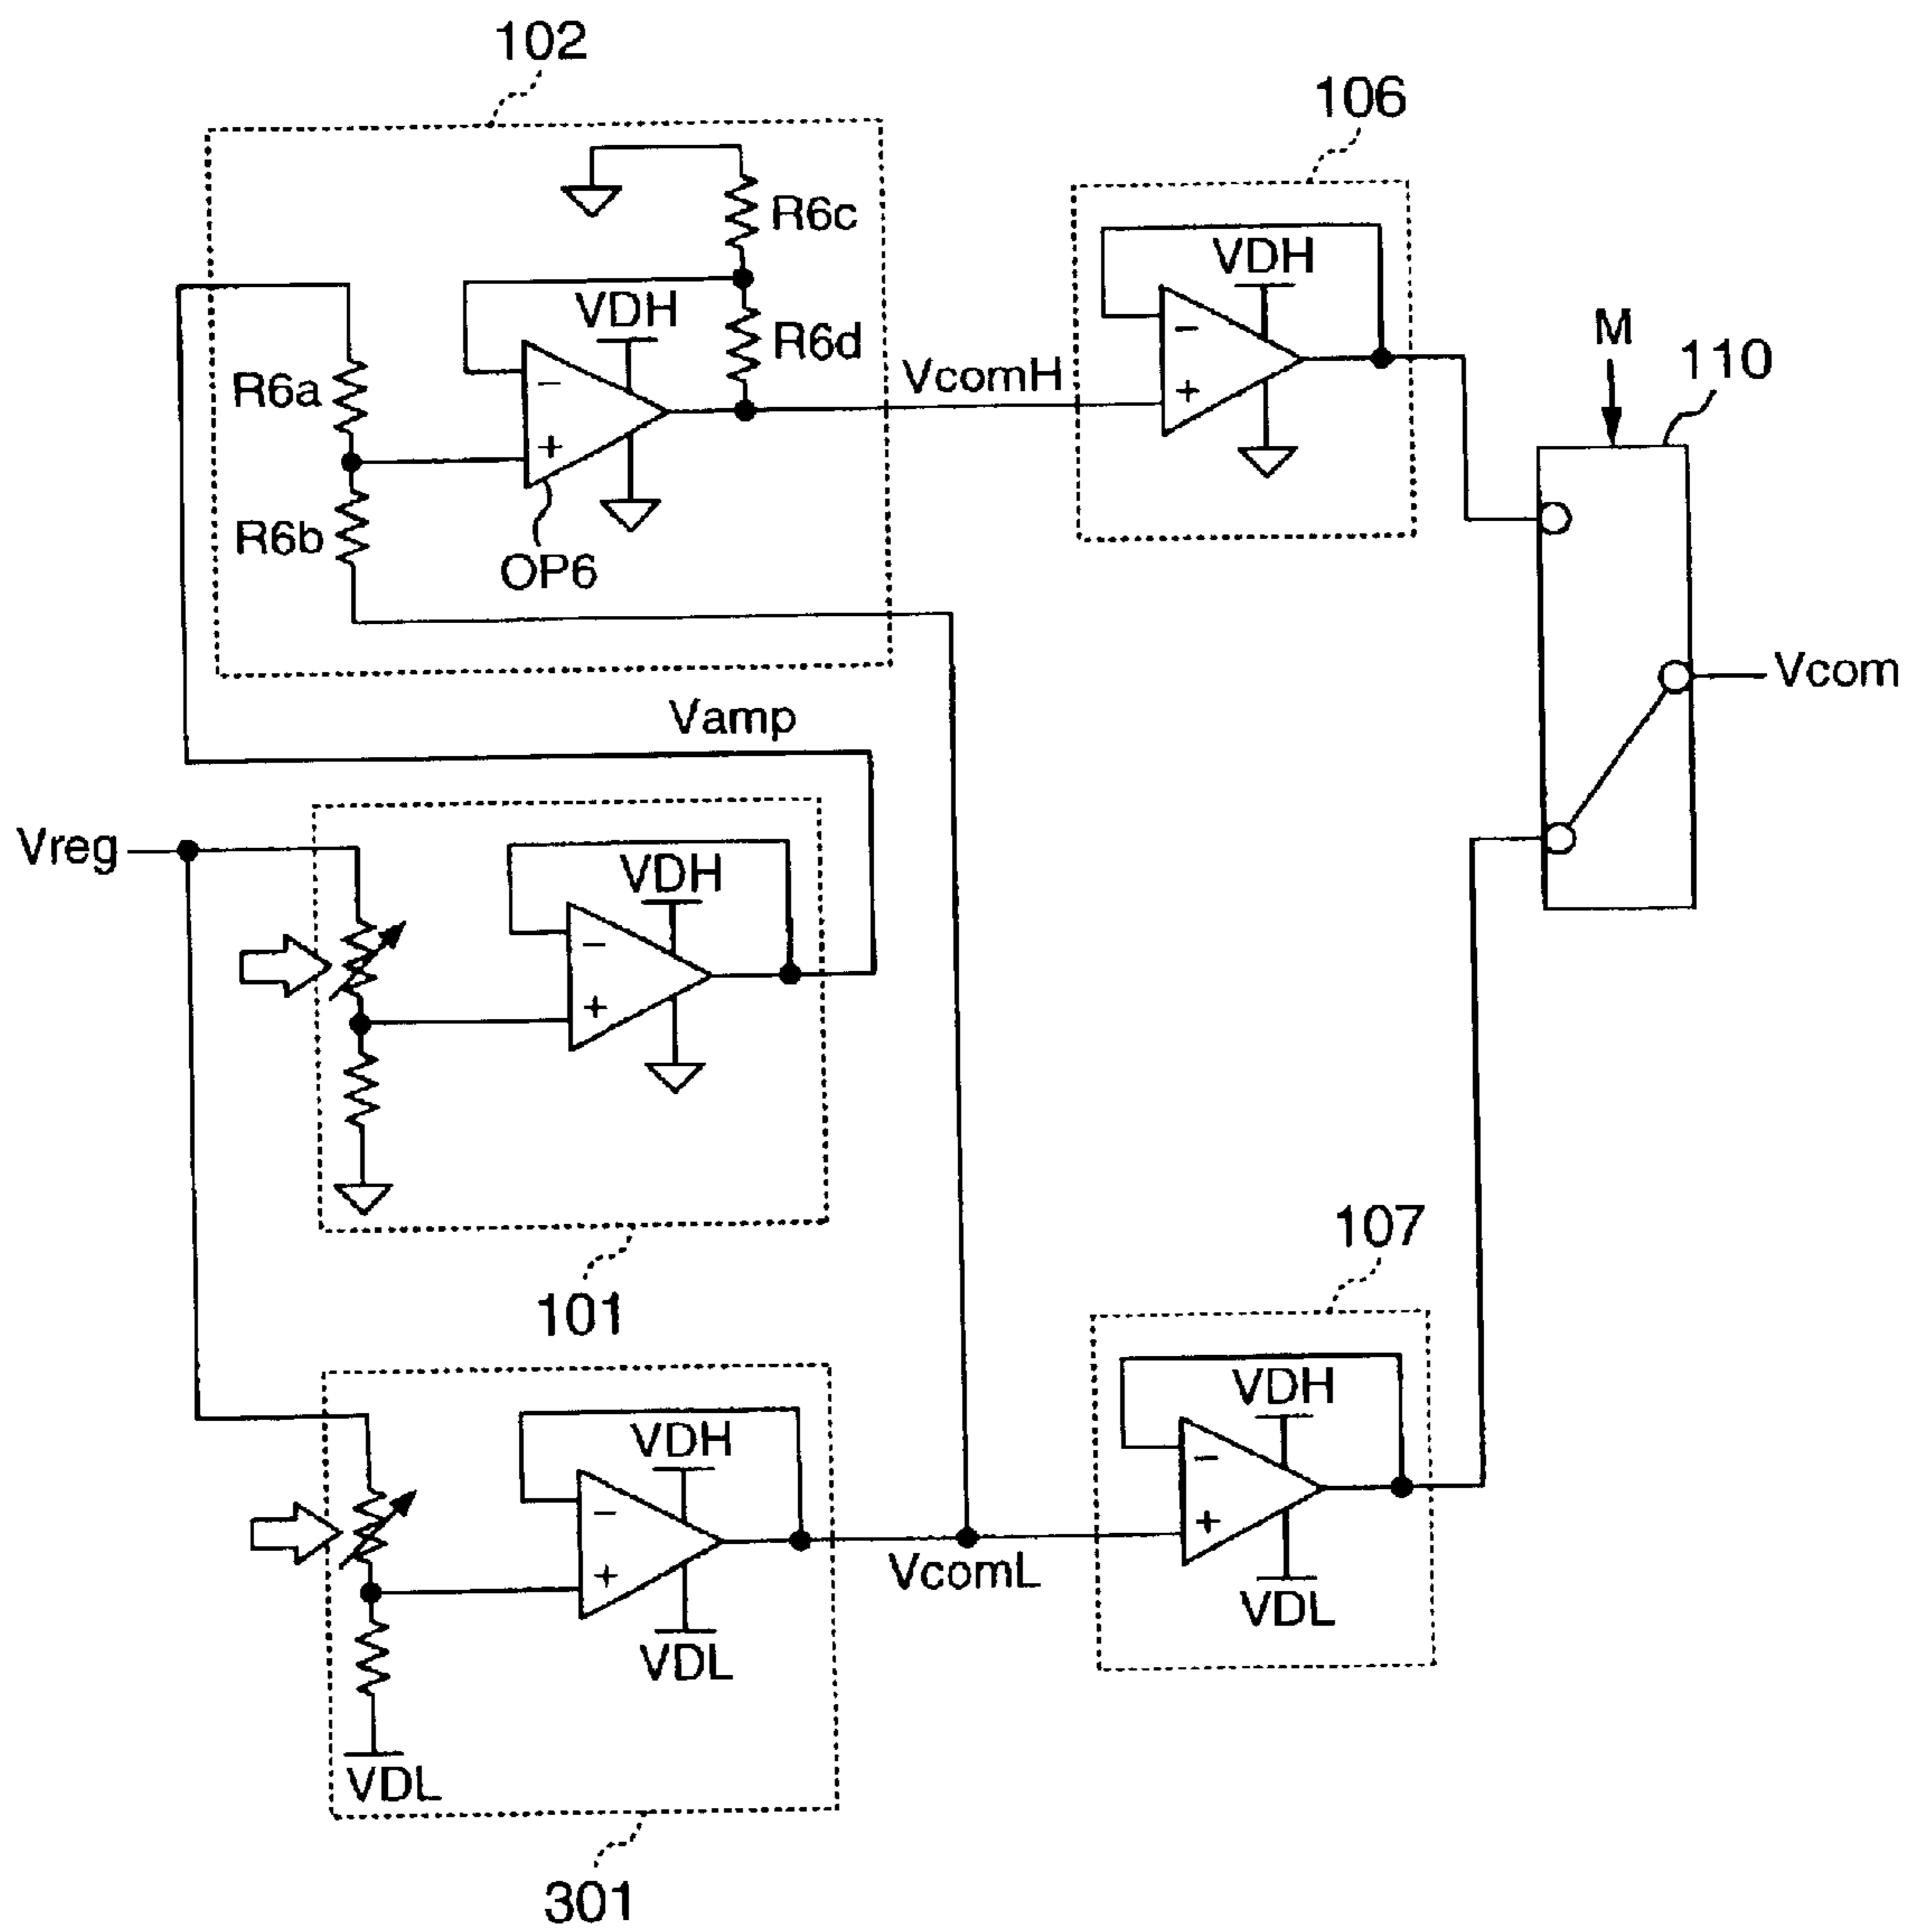 102
106
R6c
VDH
VDH
M
R6d
110
VcomH
R6a
−
−
+
+
R6b
OP6
Vcom
Vamp
Vreg
VDH
−
+
107
101
VDH
VDH
−
−
+
+
VcomL
VDL
VDL
VDL
301